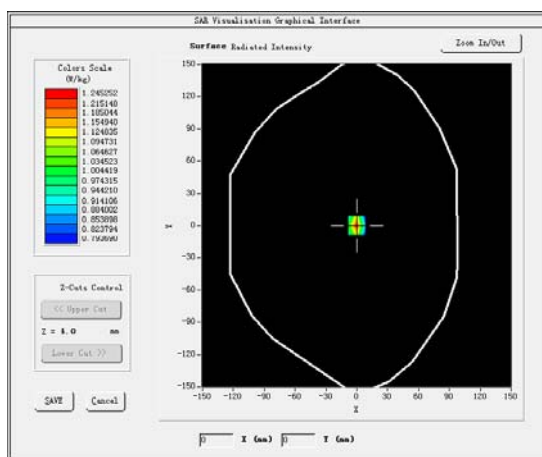 SAR Visualisation Graphical Interface
Surface Radiated Intensity
Zoom In/Out
Colors Scale
(W/kg)
1.245252
1.215148
1.185044
1.154940
1.124835
1.094731
1.064627
1.034523
1.004419
0.974315
0.944210
0.914106
0.884002
0.853898
0.823794
0.793690
Z-Cuts Control
<< Upper Cut
Z = 4.0 mm
Lower Cut >>
SAVE
Cancel
150
120
90
60
30
0
-30
-60
-90
-120
-150
Y
-150 -120 -90 -60 -30 0 30 60 90 120 150
X
0 X (mm) 0 Y (mm)